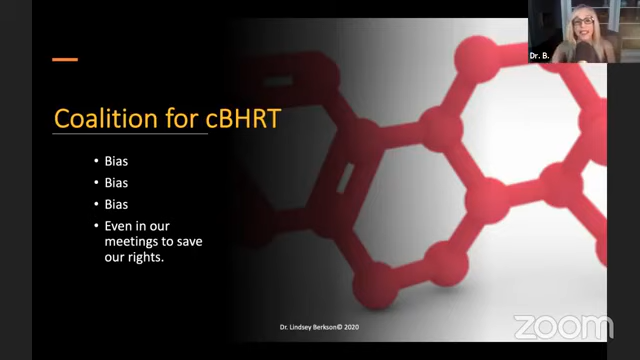 Dr. B.
Coalition for cBHRT
• Bias
• Bias
• Bias
• Even in our
meetings to save
our rights.
Dr. Lindsey Berkson© 2020
zoom